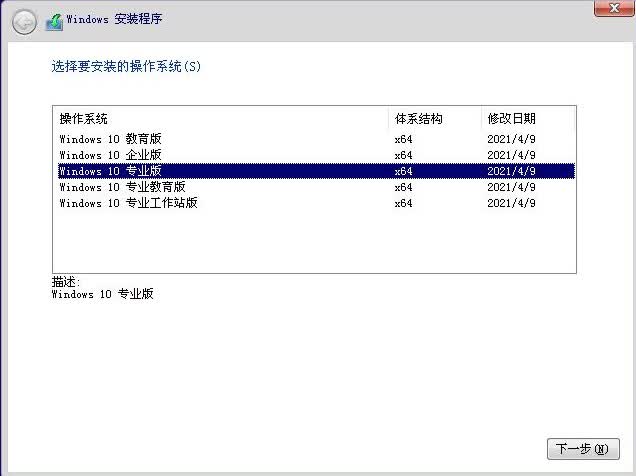 Windows 安装程序
选择要安装的操作系统(S)
操作系统 体系结构 修改日期
Windows 10 教育版 x64 2021/4/9
Windows 10 企业版 x64 2021/4/9
Windows 10 专业版 x64 2021/4/9
Windows 10 专业教育版 x64 2021/4/9
Windows 10 专业工作站版 x64 2021/4/9
描述:
Windows 10 专业版
下一步(N)